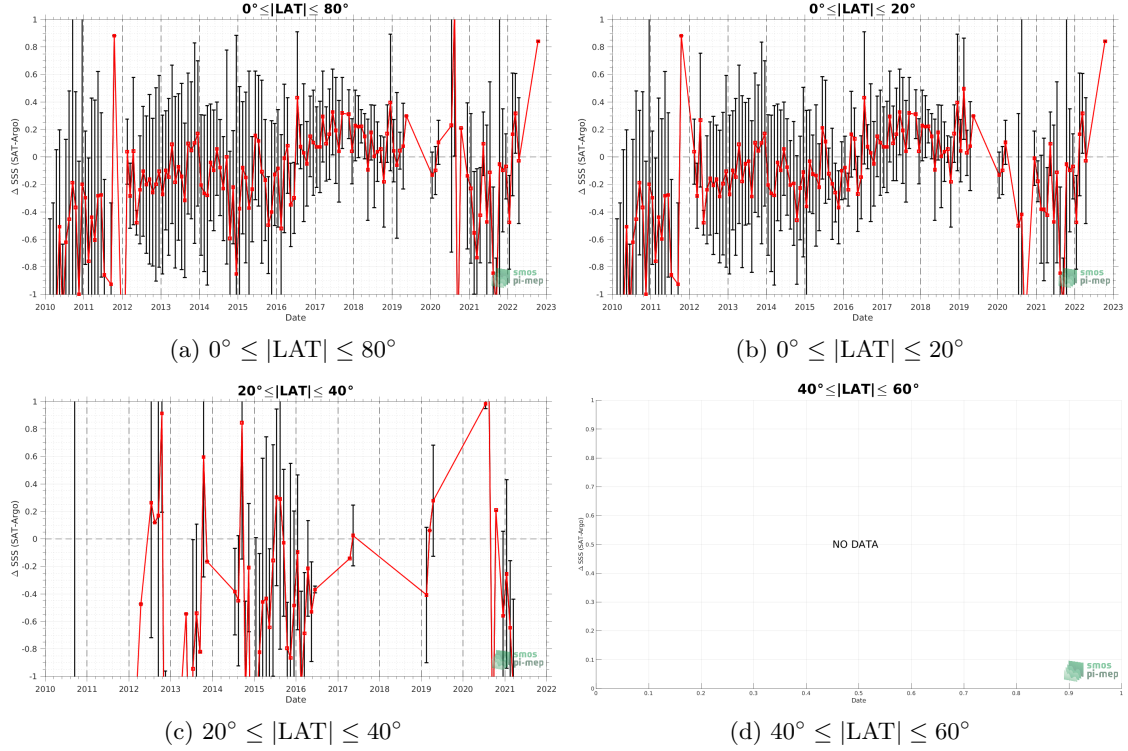 0°≤|LAT|≤ 80°
Δ SSS (SAT-Argo)
1
0.8
0.6
0.4
0.2
0
-0.2
-0.4
-0.6
-0.8
-1
2010 2011 2012 2013 2014 2015 2016 2017 2018 2019 2020 2021 2022 2023
Date
smos
pi-mep
(a) 0° ≤ |LAT| ≤ 80°
0°≤|LAT|≤ 20°
Δ SSS (SAT-Argo)
1
0.8
0.6
0.4
0.2
0
-0.2
-0.4
-0.6
-0.8
-1
2010 2011 2012 2013 2014 2015 2016 2017 2018 2019 2020 2021 2022 2023
Date
smos
pi-mep
(b) 0° ≤ |LAT| ≤ 20°
20°≤|LAT|≤ 40°
Δ SSS (SAT-Argo)
1
0.8
0.6
0.4
0.2
0
-0.2
-0.4
-0.6
-0.8
-1
2010 2011 2012 2013 2014 2015 2016 2017 2018 2019 2020 2021 2022
Date
smos
pi-mep
(c) 20° ≤ |LAT| ≤ 40°
40°≤|LAT|≤ 60°
Δ SSS (SAT-Argo)
1
0.9
0.8
0.7
0.6
0.5
0.4
0.3
0.2
0.1
0
NO DATA
0 0.1 0.2 0.3 0.4 0.5 0.6 0.7 0.8 0.9 1
Date
smos
pi-mep
(d) 40° ≤ |LAT| ≤ 60°